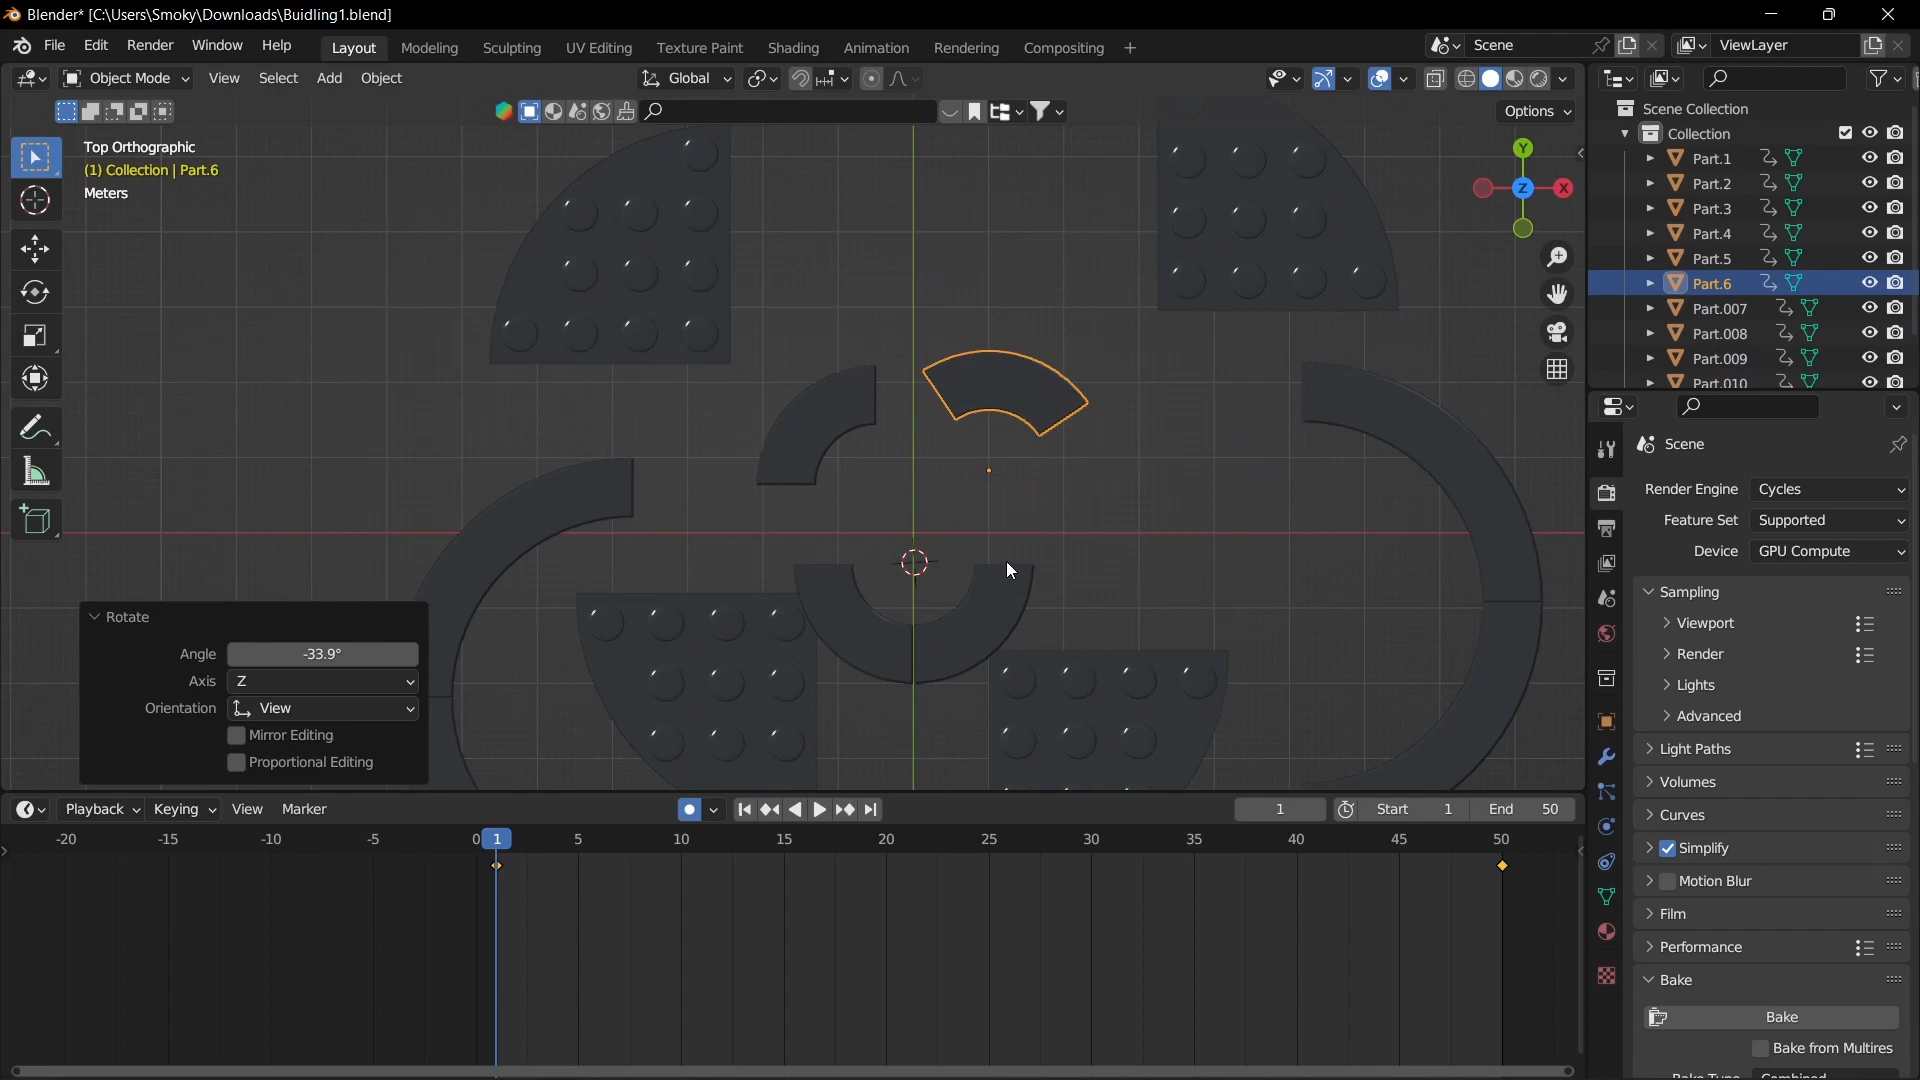 Blender* [C:\Users\Smoky\Downloads\Buidling1.blend]
File Edit Render Window Help
Layout Modeling Sculpting UV Editing Texture Paint Shading Animation Rendering Compositing +
Scene
ViewLayer
Object Mode View Select Add Object
Global
Options
Top Orthographic
(1) Collection | Part.6
Meters
Y
Z
X
Scene Collection
Collection
Part.1
Part.2
Part.3
Part.4
Part.5
Part.6
Part.007
Part.008
Part.009
Part.010
Scene
Render Engine Cycles
Feature Set Supported
Device GPU Compute
Sampling
Viewport
Render
Lights
Advanced
Light Paths
Volumes
Curves
Simplify
Motion Blur
Film
Performance
Bake
Bake
Bake from Multires
Rotate
Angle -33.9°
Axis Z
Orientation View
Mirror Editing
Proportional Editing
Playback Keying View Marker
1
Start 1 End 50
-20 -15 -10 -5 0 1 5 10 15 20 25 30 35 40 45 50